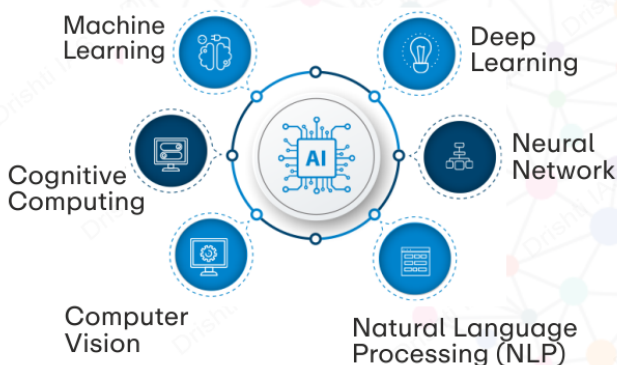 Machine
Learning
Deep
Learning
AI
Cognitive
Computing
Neural
Network
Computer
Vision
Natural Language
Processing (NLP)